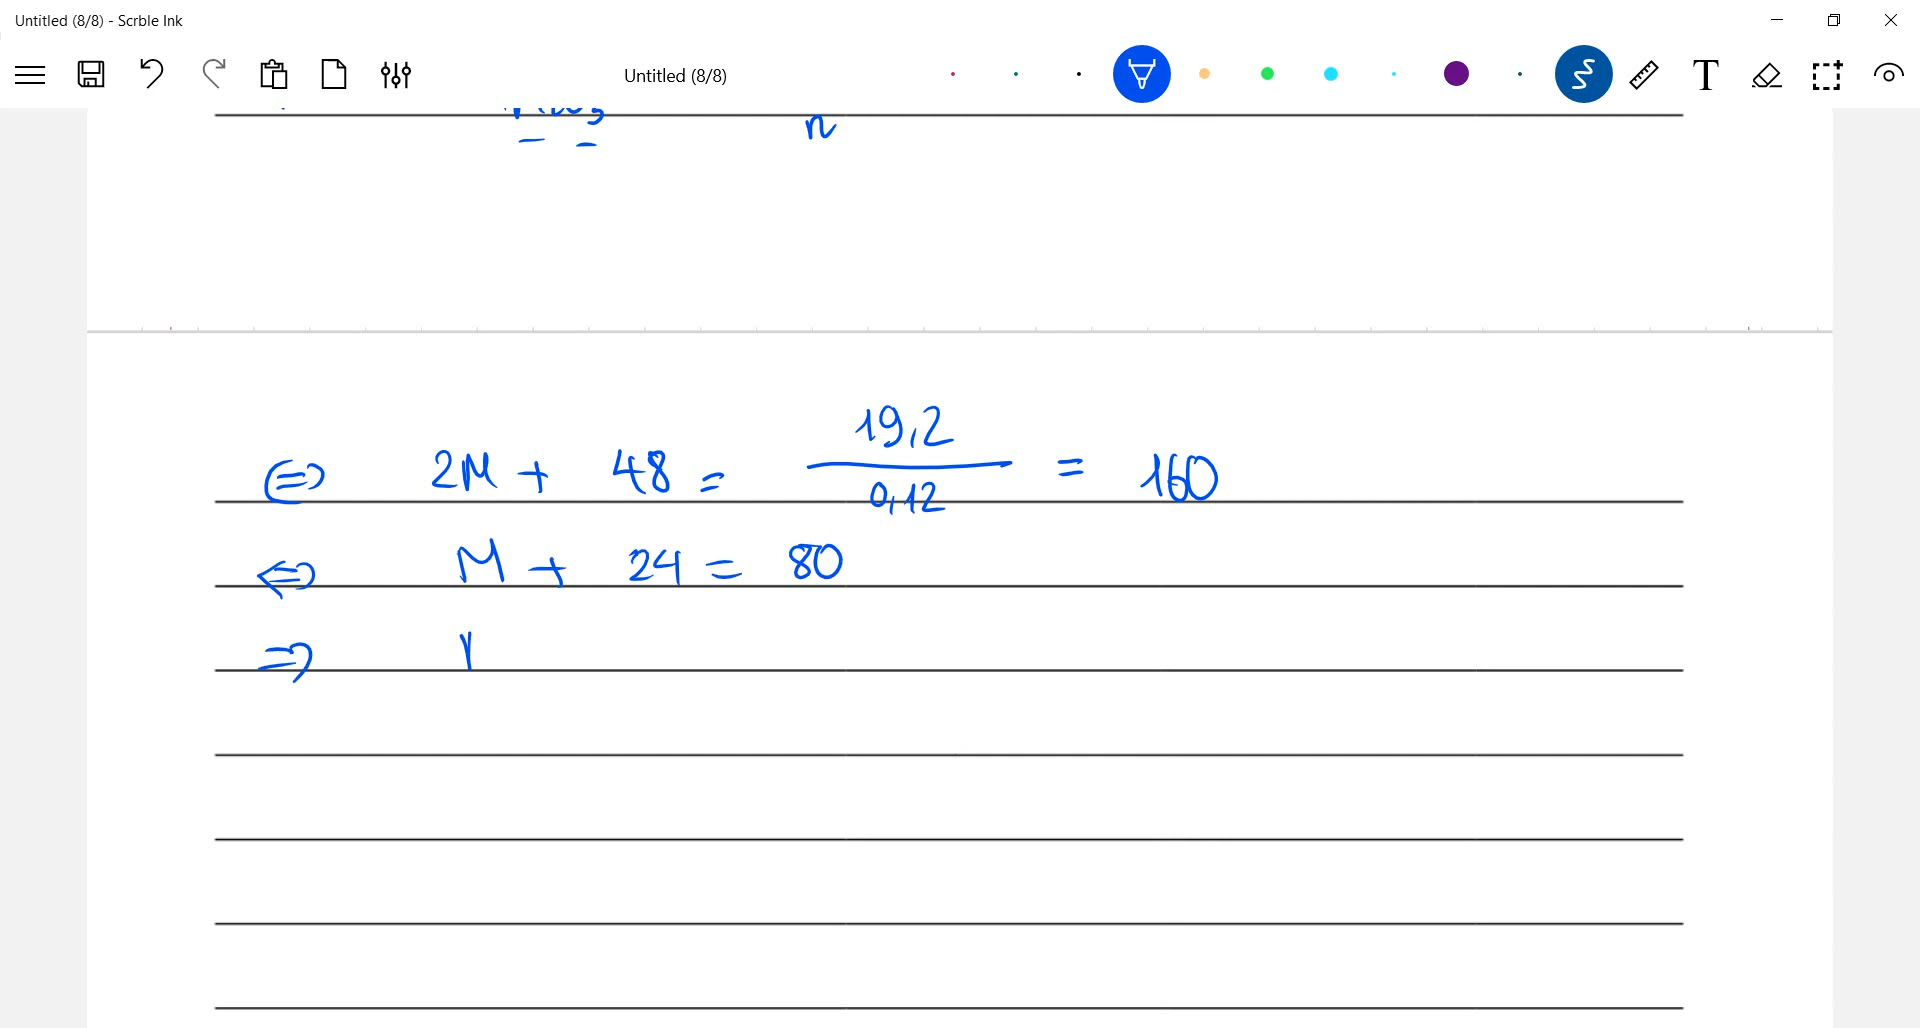 Untitled (8/8) - Scrble Ink
Untitled (8/8)
T
n
⇔ 2M + 48 = 19,2 / 0,12 = 160
⇔ M + 24 = 80
⇒